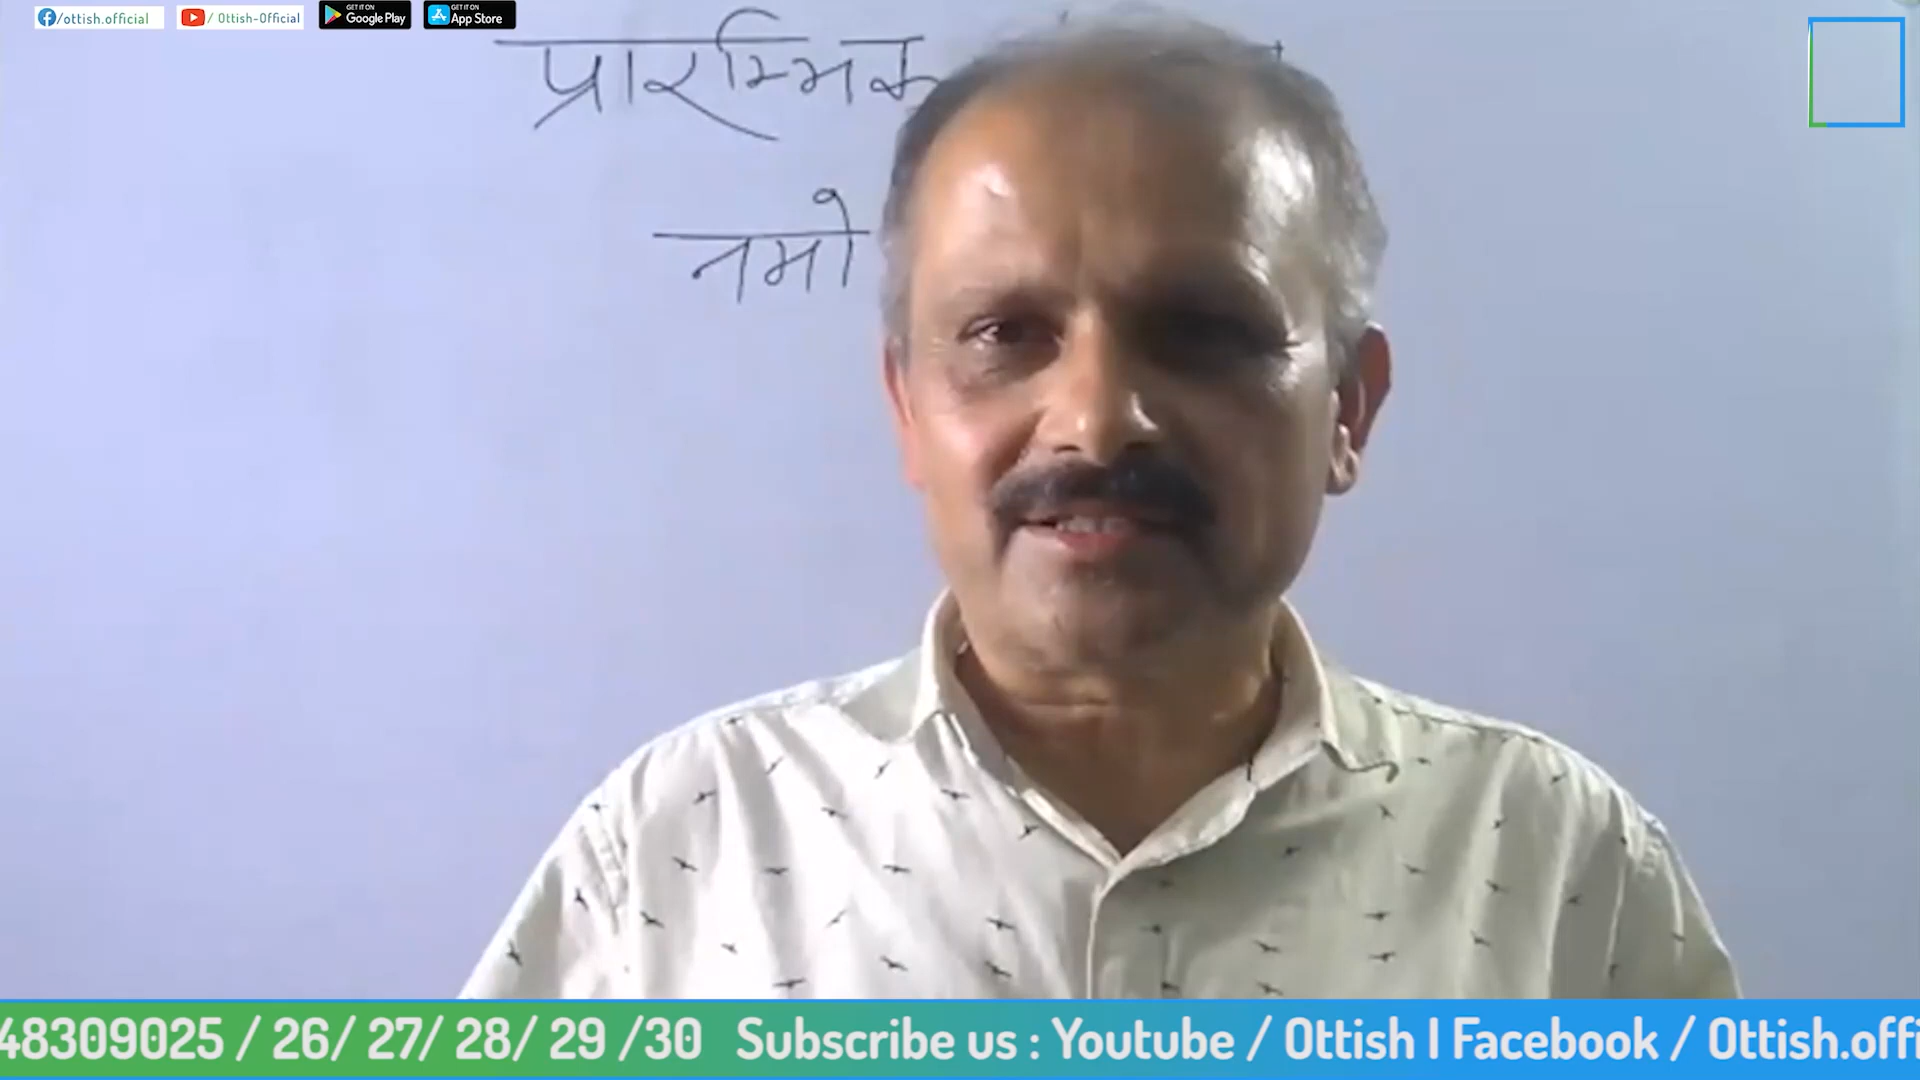 /ottish.official / Ottish-Official GET IT ON Google Play GET IT ON App Store
प्रारम्भिक
नमो
48309025 / 26/ 27/ 28/ 29 /30 Subscribe us : Youtube / Ottish | Facebook / Ottish.offi